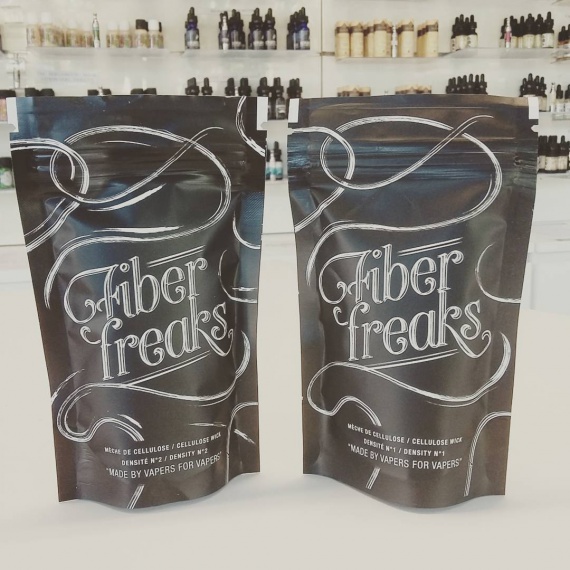 Fiber
freaks
MÈCHE DE CELLULOSE / CELLULOSE WICK
DENSITÉ N°2 / DENSITY N°2
"MADE BY VAPERS FOR VAPERS"
Fiber
freaks
MÈCHE DE CELLULOSE / CELLULOSE WICK
DENSITÉ N°1 / DENSITY N°1
"MADE BY VAPERS FOR VAPERS"